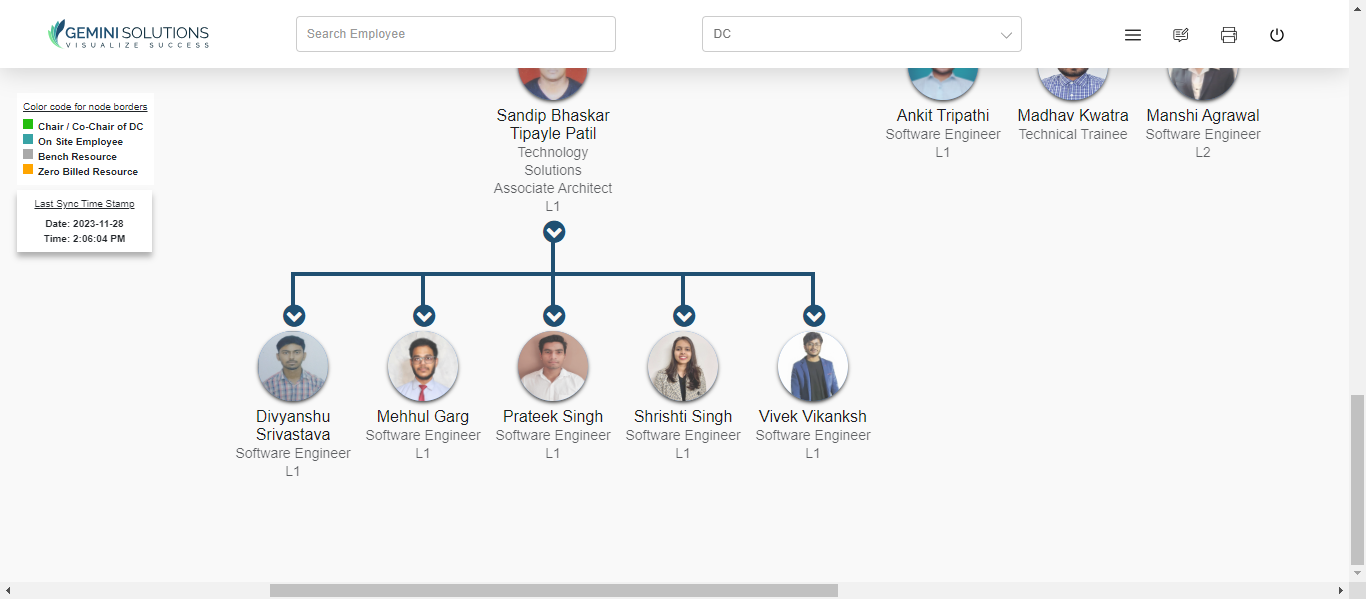 GEMINI SOLUTIONS
VISUALIZE SUCCESS
Search Employee
DC
Color code for node borders
Chair / Co-Chair of DC
On Site Employee
Bench Resource
Zero Billed Resource
Last Sync Time Stamp
Date: 2023-11-28
Time: 2:06:04 PM
Sandip Bhaskar
Tipayle Patil
Technology
Solutions
Associate Architect
L1
Ankit Tripathi
Software Engineer
L1
Madhav Kwatra
Technical Trainee
Manshi Agrawal
Software Engineer
L2
Divyanshu
Srivastava
Software Engineer
L1
Mehhul Garg
Software Engineer
L1
Prateek Singh
Software Engineer
L1
Shrishti Singh
Software Engineer
L1
Vivek Vikanksh
Software Engineer
L1